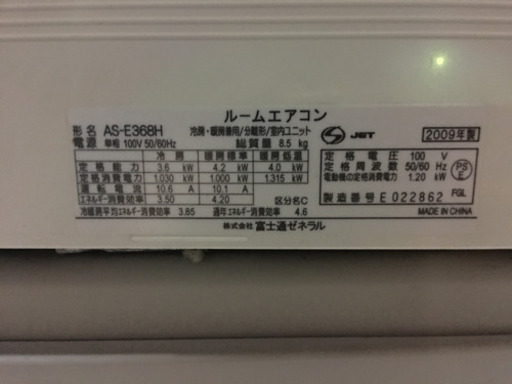 ルームエアコン
形名 AS-E368H 冷房・暖房兼用/分離形/室内ユニット
電源 単相 100V 50/60Hz 総質量 8.5 kg
冷房 暖房標準 暖房低温
定格能力 3.6 kW 4.2 kW 4.0 kW
定格消費電力 1.030 kW 1.000 kW 1.315 kW
運転電流 10.6 A 10.1 A
エネルギー消費効率 3.50 4.20 区分名C
冷暖房平均エネルギー消費効率 3.85 通年エネルギー消費効率 4.6
株式会社 富士通ゼネラル
JET 2009年製
定格電圧 100 V
定格周波数 50/60 Hz
電動機の定格消費電力 1.20 kW
PSE
製造番号 E 022862 FGL
MADE IN CHINA